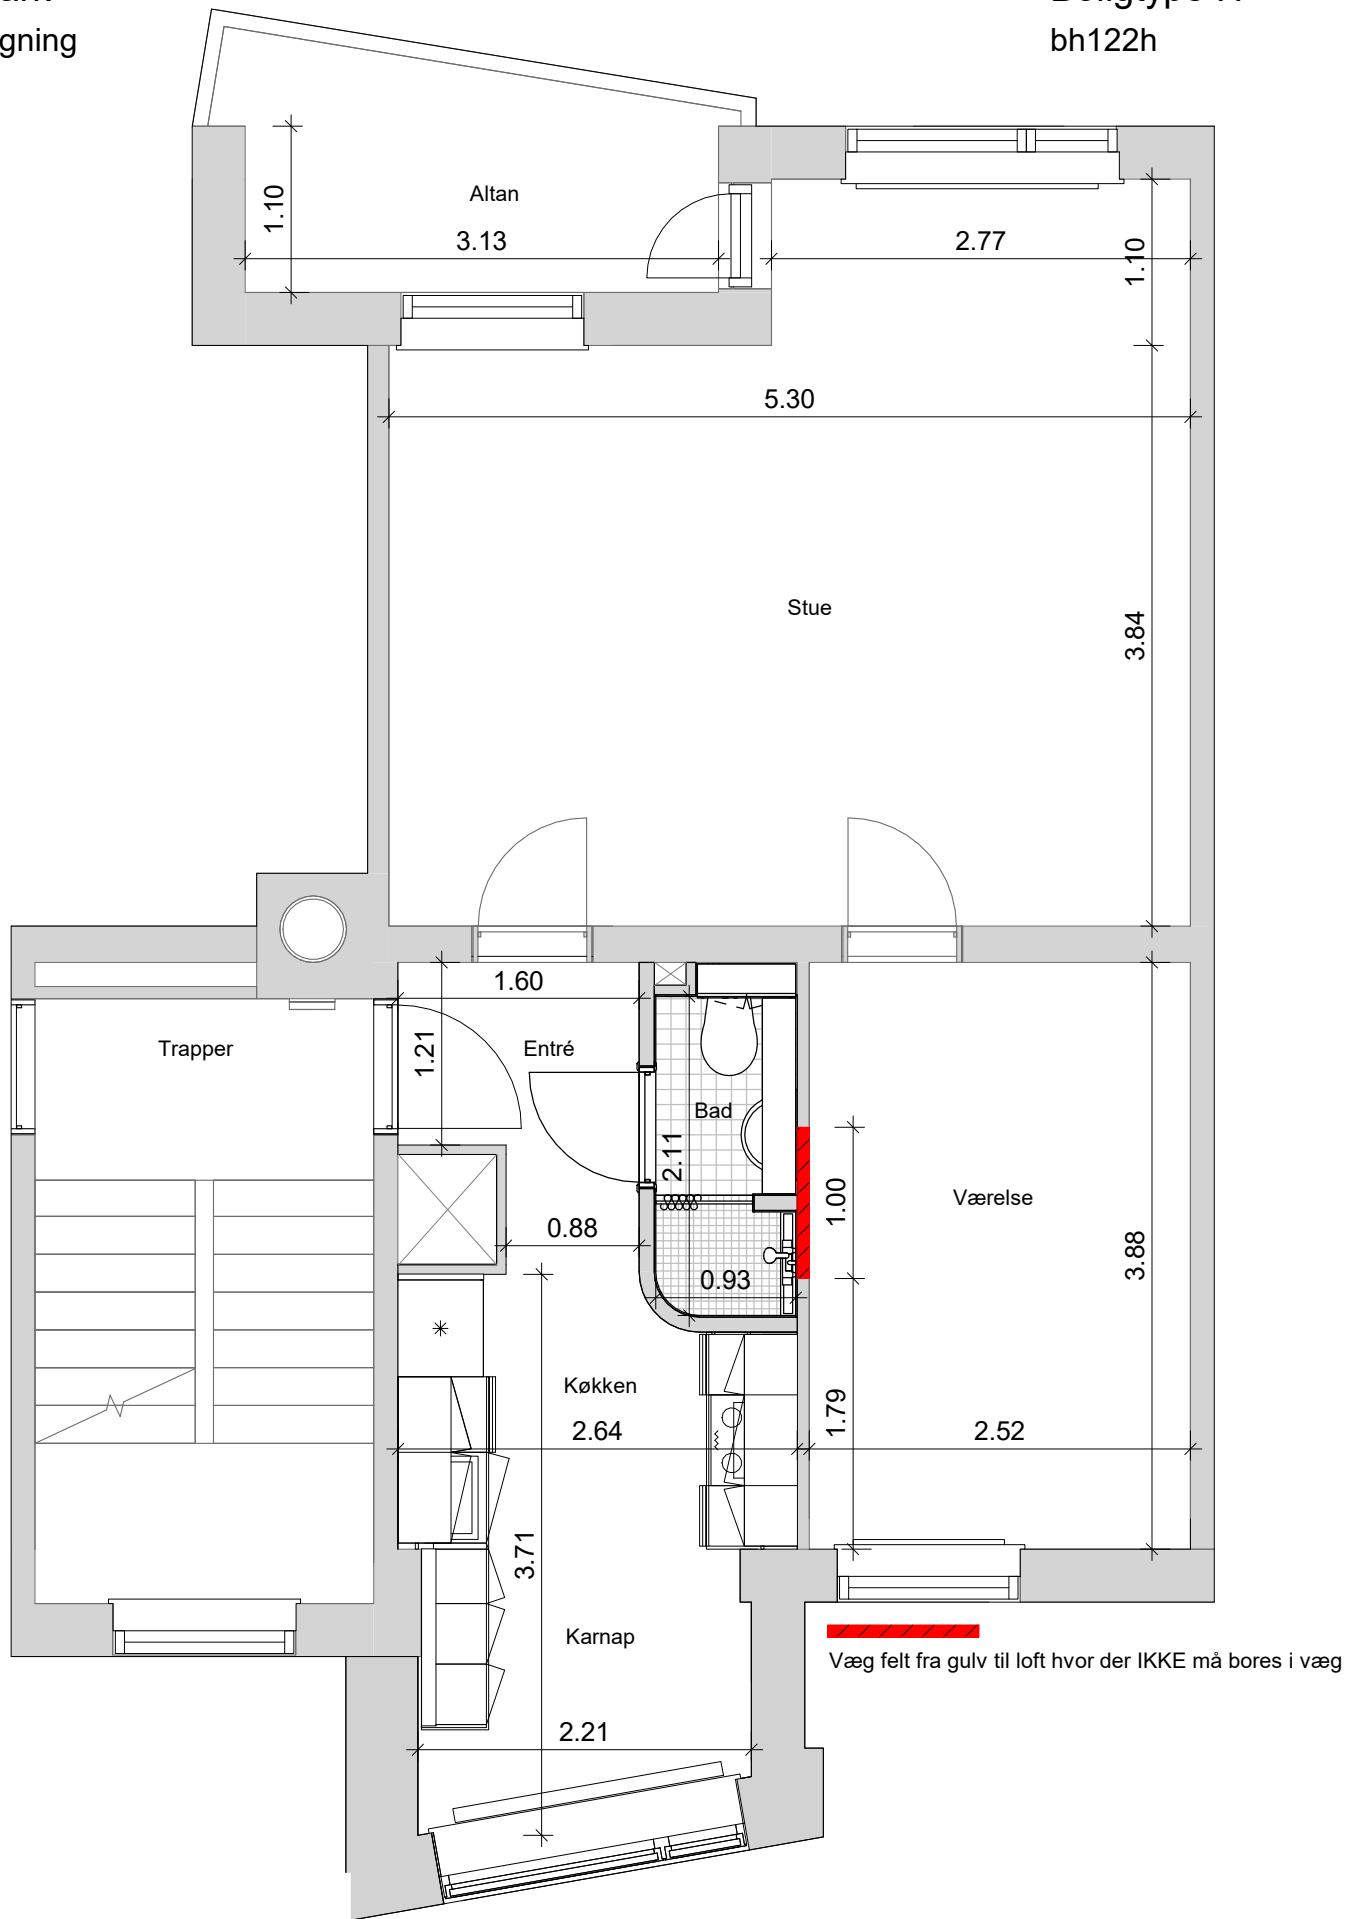 gning
bh122h
Altan
1.10
3.13
2.77
1.10
5.30
Stue
3.84
1.60
Trapper
1.21
Entré
Bad
2.11
1.00
Værelse
0.88
3.88
0.93
Køkken
2.64
1.79
2.52
3.71
Karnap
Væg felt fra gulv til loft hvor der IKKE må bores i væg
2.21